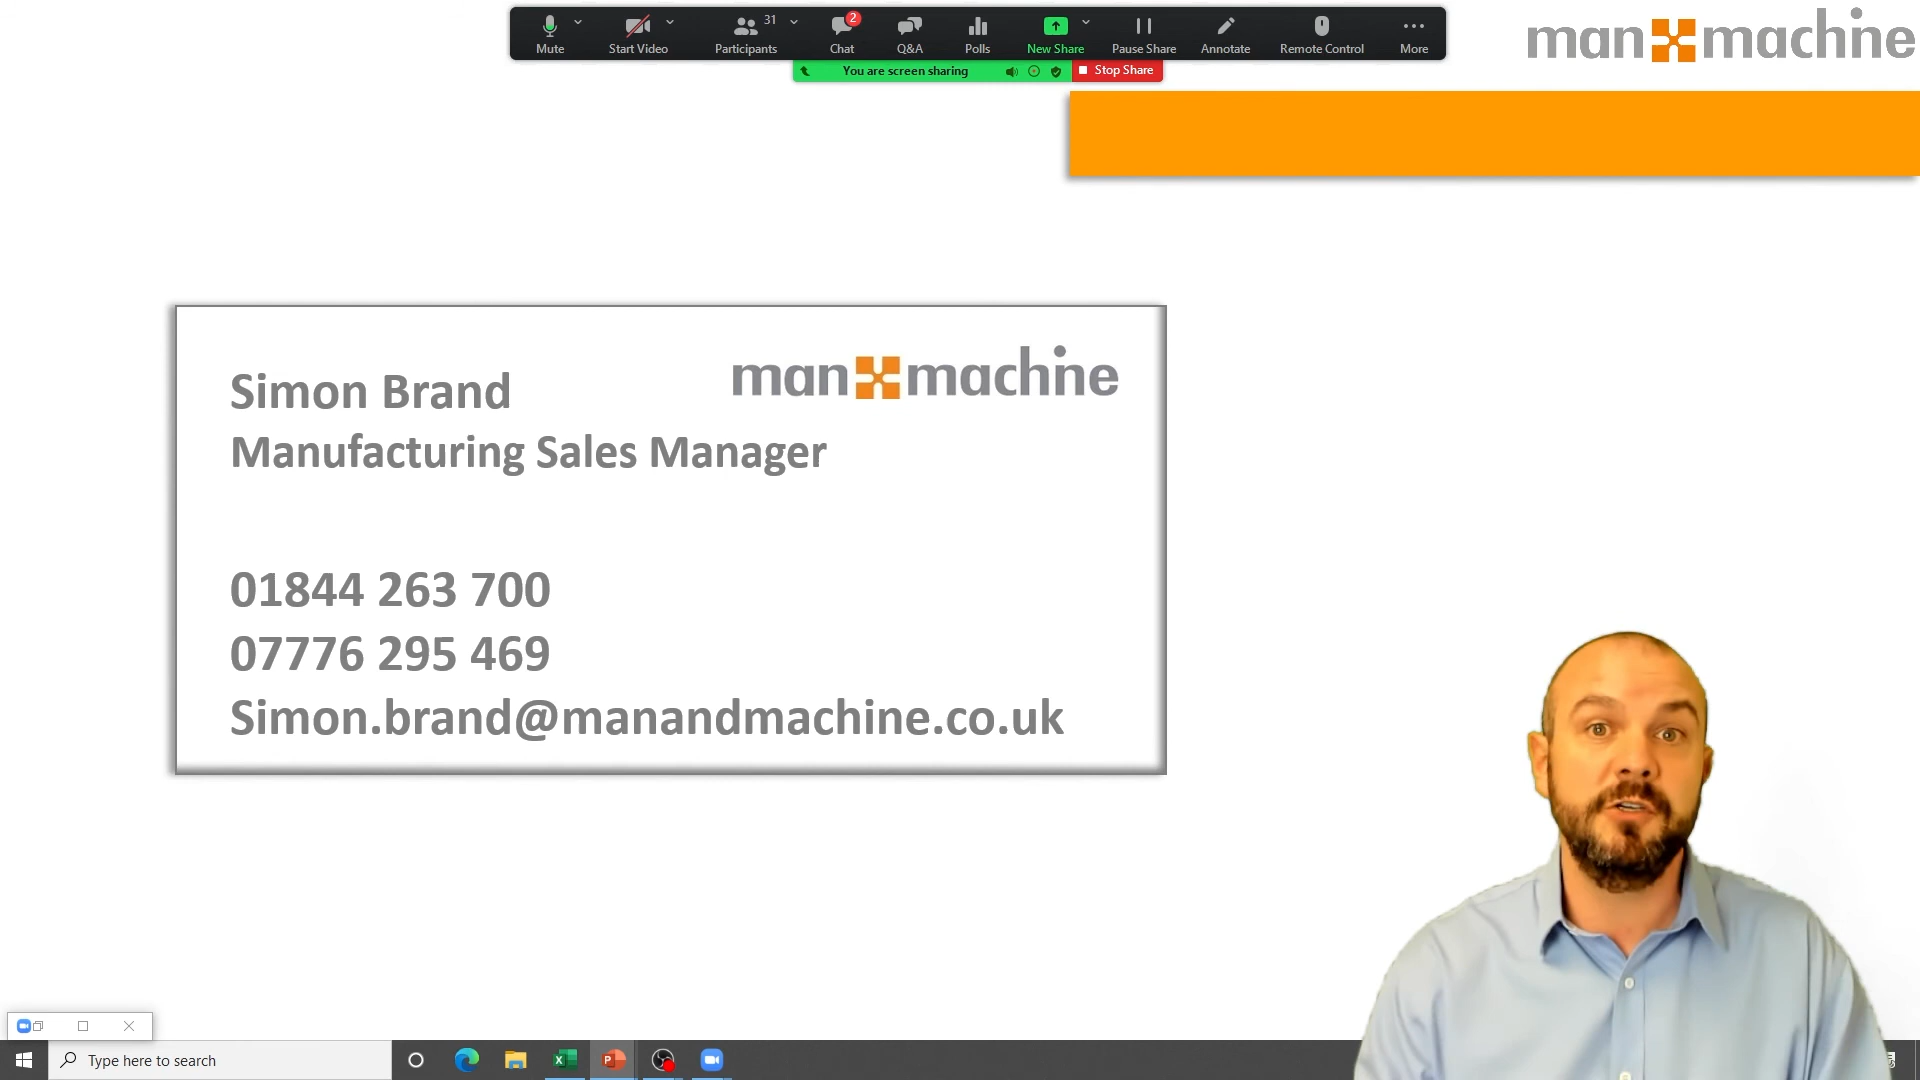 31
2
Mute
Start Video
Participants
Chat
Q&A
Polls
New Share
Pause Share
Annotate
Remote Control
More
You are screen sharing
Stop Share
man machine
man machine
Simon Brand
Manufacturing Sales Manager
01844 263 700
07776 295 469
Simon.brand@manandmachine.co.uk
Type here to search